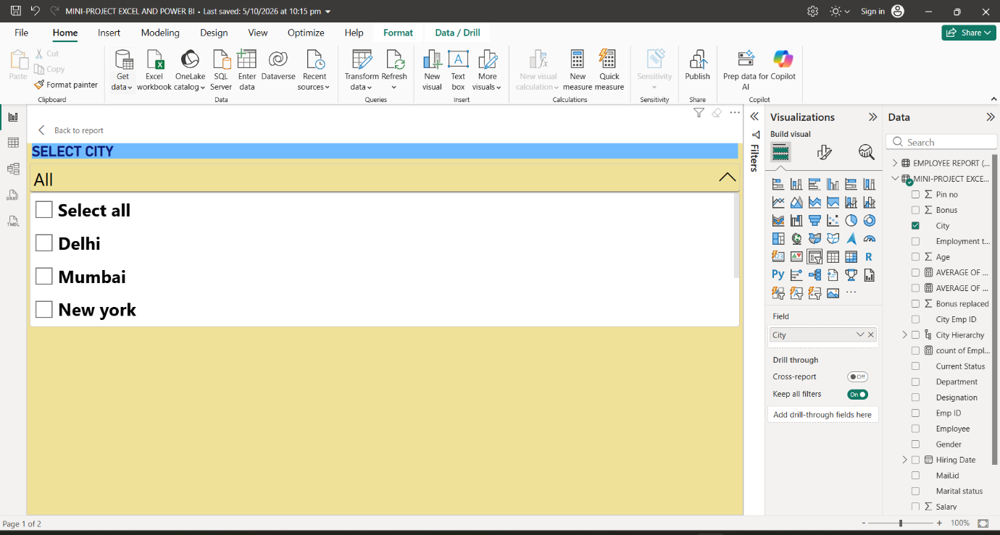 MINI-PROJECT EXCEL AND POWER BI • Last saved: 5/10/2026 at 10:15 pm
Sign in
File Home Insert Modeling Design View Optimize Help Format Data / Drill
Share
Paste
Cut
Copy
Format painter
Clipboard
Get data
Excel workbook
OneLake catalog
SQL Server
Enter data
Dataverse
Recent sources
Data
Transform data
Refresh
Queries
New visual
Text box
More visuals
Insert
New visual calculation
New measure
Quick measure
Calculations
Sensitivity
Sensitivity
Publish
Share
Prep data for AI
Copilot
Copilot
DAX
TMDL
Back to report
SELECT CITY
All
Select all
Delhi
Mumbai
New york
Filters
Visualizations
Build visual
123
R
Py
Field
City
Drill through
Cross-report
Off
Keep all filters
On
Add drill-through fields here
Data
Search
EMPLOYEE REPORT (...
MINI-PROJECT EXCE...
Pin no
Bonus
City
Employment t...
Age
AVERAGE OF ...
AVERAGE OF ...
Bonus replaced
City Emp ID
City Hierarchy
count of Empl...
Current Status
Department
Designation
Emp ID
Employee
Gender
Hiring Date
Mail.id
Marital status
Salary
Page 1 of 2
- + 100%